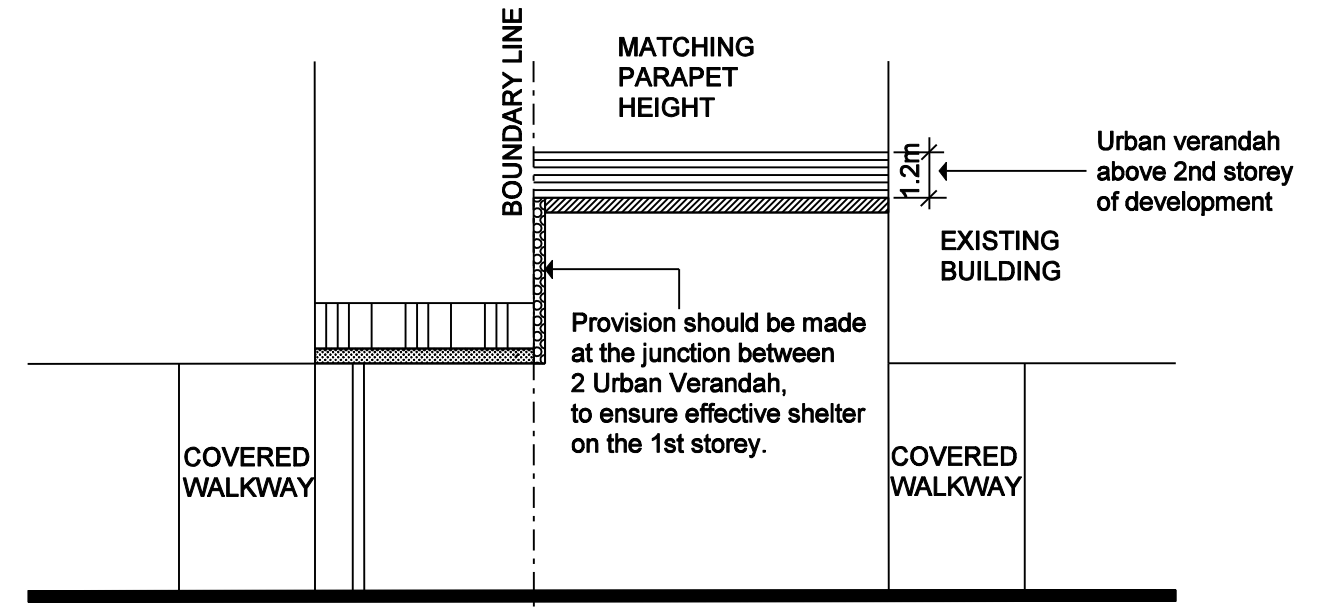 BOUNDARY LINE
MATCHING
PARAPET
HEIGHT
1.2m
Urban verandah
above 2nd storey
of development
EXISTING
BUILDING
Provision should be made
at the junction between
2 Urban Verandah,
to ensure effective shelter
on the 1st storey.
COVERED
WALKWAY
COVERED
WALKWAY